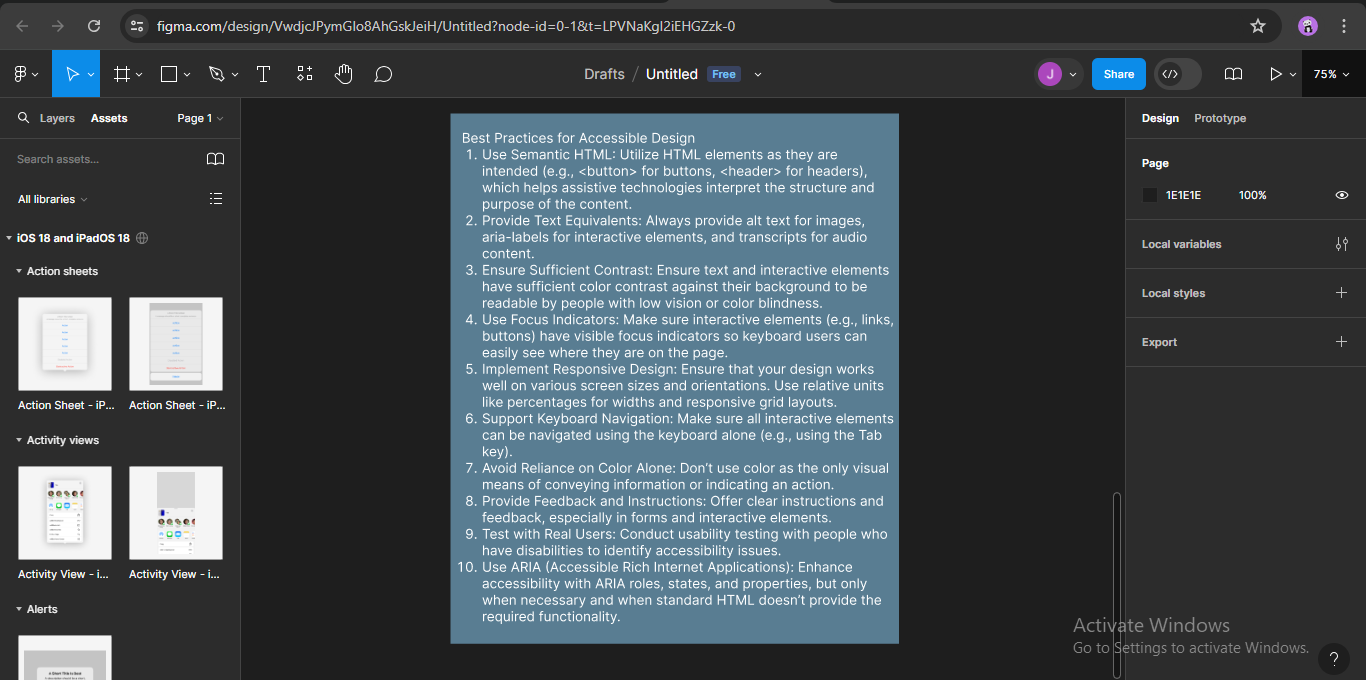 figma.com/design/VwdjcJPymGlo8AhGskJeiH/Untitled?node-id=0-1&t=LPVNaKgl2iEHGZzk-0
Drafts / Untitled Free
J
Share
75%
Layers Assets Page 1
Search assets...
All libraries
iOS 18 and iPadOS 18
Action sheets
Action Sheet - iP... Action Sheet - iP...
Activity views
Activity View - i... Activity View - i...
Alerts
Best Practices for Accessible Design
1. Use Semantic HTML: Utilize HTML elements as they are
intended (e.g., <button> for buttons, <header> for headers),
which helps assistive technologies interpret the structure and
purpose of the content.
2. Provide Text Equivalents: Always provide alt text for images,
aria-labels for interactive elements, and transcripts for audio
content.
3. Ensure Sufficient Contrast: Ensure text and interactive elements
have sufficient color contrast against their background to be
readable by people with low vision or color blindness.
4. Use Focus Indicators: Make sure interactive elements (e.g., links,
buttons) have visible focus indicators so keyboard users can
easily see where they are on the page.
5. Implement Responsive Design: Ensure that your design works
well on various screen sizes and orientations. Use relative units
like percentages for widths and responsive grid layouts.
6. Support Keyboard Navigation: Make sure all interactive elements
can be navigated using the keyboard alone (e.g., using the Tab
key).
7. Avoid Reliance on Color Alone: Don't use color as the only visual
means of conveying information or indicating an action.
8. Provide Feedback and Instructions: Offer clear instructions and
feedback, especially in forms and interactive elements.
9. Test with Real Users: Conduct usability testing with people who
have disabilities to identify accessibility issues.
10. Use ARIA (Accessible Rich Internet Applications): Enhance
accessibility with ARIA roles, states, and properties, but only
when necessary and when standard HTML doesn't provide the
required functionality.
Design Prototype
Page
1E1E1E 100%
Local variables
Local styles
Export
Activate Windows
Go to Settings to activate Windows.
?